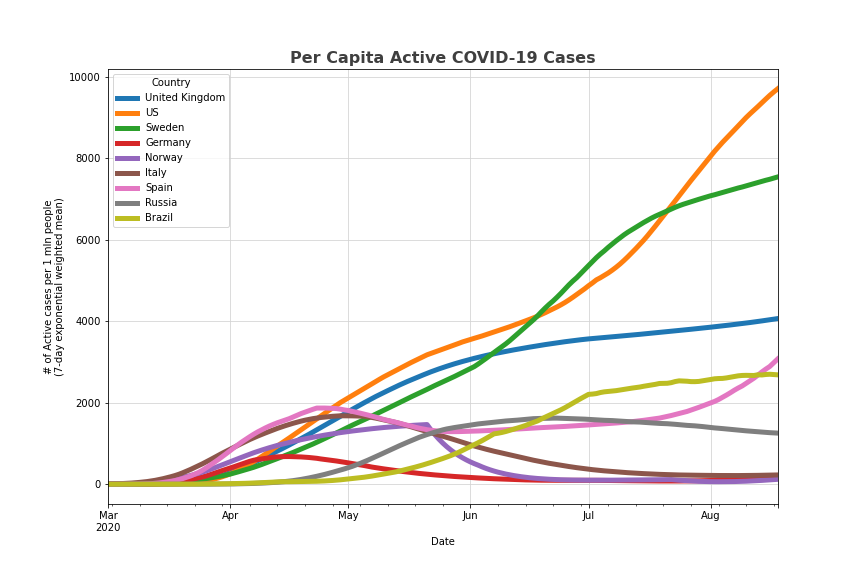 Per Capita Active COVID-19 Cases
10000
8000
6000
4000
2000
0
# of Active cases per 1 mln people
(7-day exponential weighted mean)
Country
United Kingdom
US
Sweden
Germany
Norway
Italy
Spain
Russia
Brazil
Mar
2020
Apr
May
Jun
Jul
Aug
Date